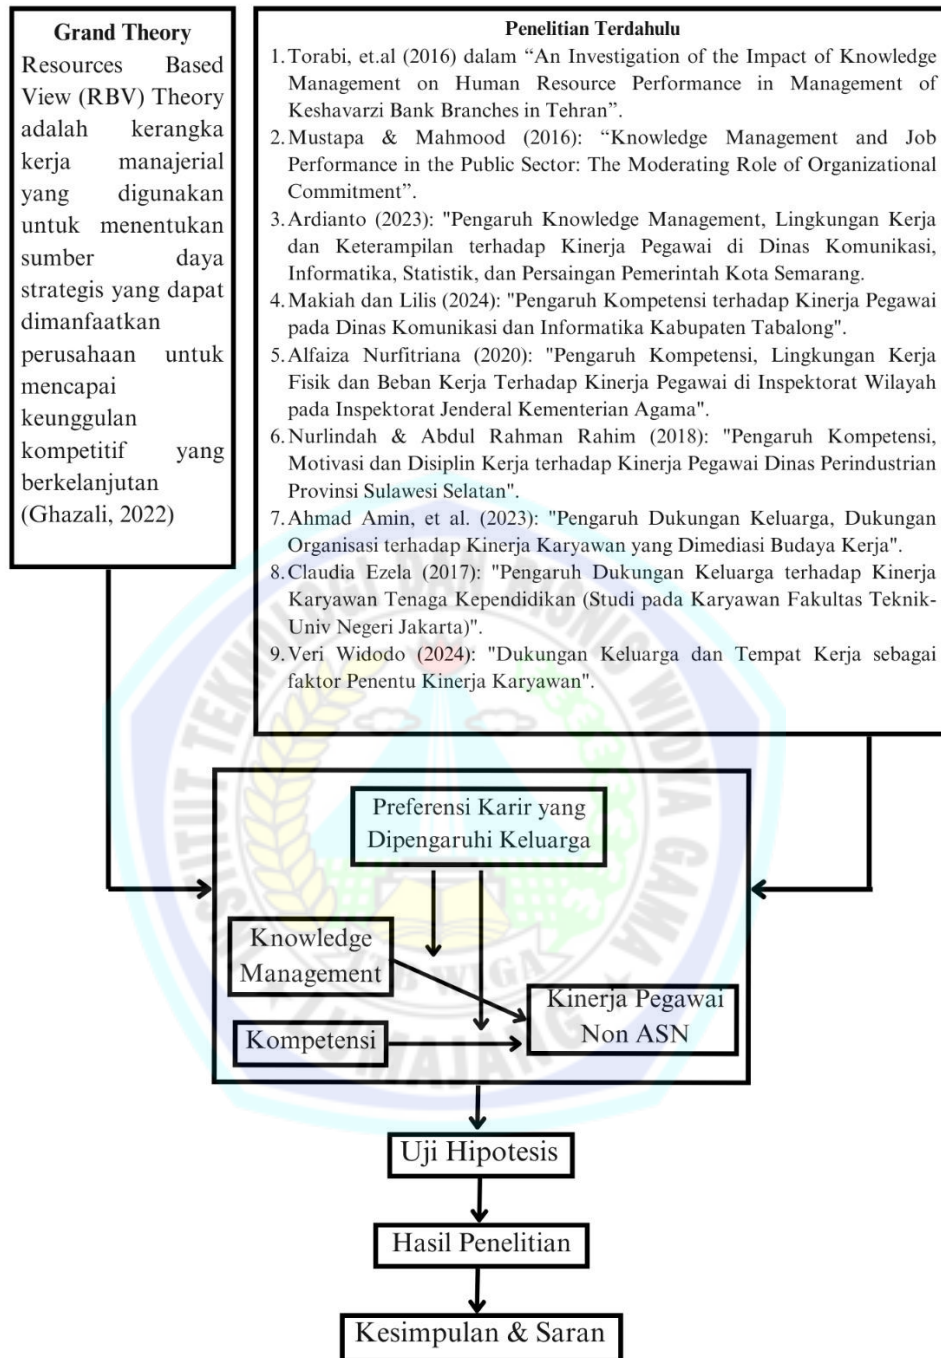 Grand Theory
Resources Based
View (RBV) Theory
adalah kerangka
kerja manajerial
yang digunakan
untuk menentukan
sumber daya
strategis yang dapat
dimanfaatkan
perusahaan untuk
mencapai
keunggulan
kompetitif yang
berkelanjutan
(Ghazali, 2022)
Penelitian Terdahulu
1. Torabi, et.al (2016) dalam “An Investigation of the Impact of Knowledge
Management on Human Resource Performance in Management of
Keshavarzi Bank Branches in Tehran”.
2. Mustapa & Mahmood (2016): “Knowledge Management and Job
Performance in the Public Sector: The Moderating Role of Organizational
Commitment”.
3. Ardianto (2023): "Pengaruh Knowledge Management, Lingkungan Kerja
dan Keterampilan terhadap Kinerja Pegawai di Dinas Komunikasi,
Informatika, Statistik, dan Persaingan Pemerintah Kota Semarang.
4. Makiah dan Lilis (2024): "Pengaruh Kompetensi terhadap Kinerja Pegawai
pada Dinas Komunikasi dan Informatika Kabupaten Tabalong".
5. Alfaiza Nurfitriana (2020): "Pengaruh Kompetensi, Lingkungan Kerja
Fisik dan Beban Kerja Terhadap Kinerja Pegawai di Inspektorat Wilayah
pada Inspektorat Jenderal Kementerian Agama".
6. Nurlindah & Abdul Rahman Rahim (2018): "Pengaruh Kompetensi,
Motivasi dan Disiplin Kerja terhadap Kinerja Pegawai Dinas Perindustrian
Provinsi Sulawesi Selatan".
7. Ahmad Amin, et al. (2023): "Pengaruh Dukungan Keluarga, Dukungan
Organisasi terhadap Kinerja Karyawan yang Dimediasi Budaya Kerja".
8. Claudia Ezela (2017): "Pengaruh Dukungan Keluarga terhadap Kinerja
Karyawan Tenaga Kependidikan (Studi pada Karyawan Fakultas Teknik-
Univ Negeri Jakarta)".
9. Veri Widodo (2024): "Dukungan Keluarga dan Tempat Kerja sebagai
faktor Penentu Kinerja Karyawan".
INSTITUT TEKNOLOGI DAN BISNIS WIDYA GAMA
LUMAJANG
ITB WIGA
Preferensi Karir yang
Dipengaruhi Keluarga
Knowledge
Management
Kompetensi
Kinerja Pegawai
Non ASN
Uji Hipotesis
Hasil Penelitian
Kesimpulan & Saran